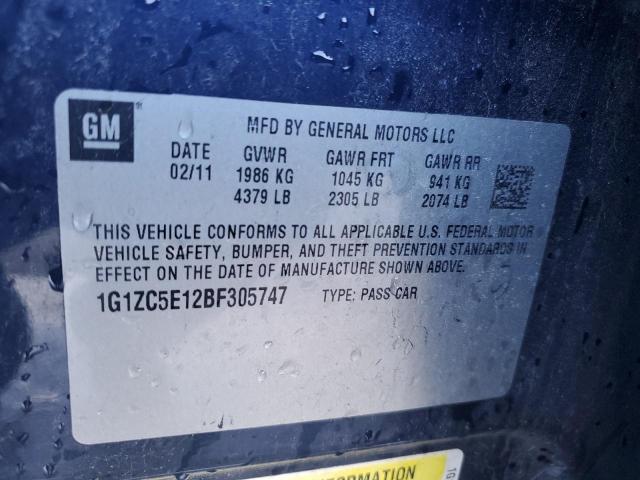 GM
MFD BY GENERAL MOTORS LLC
DATE GVWR GAWR FRT GAWR RR
02/11 1986 KG 1045 KG 941 KG
4379 LB 2305 LB 2074 LB
THIS VEHICLE CONFORMS TO ALL APPLICABLE U.S. FEDERAL MOTOR
VEHICLE SAFETY, BUMPER, AND THEFT PREVENTION STANDARDS IN
EFFECT ON THE DATE OF MANUFACTURE SHOWN ABOVE.
1G1ZC5E12BF305747 TYPE: PASS CAR
INFORMATION